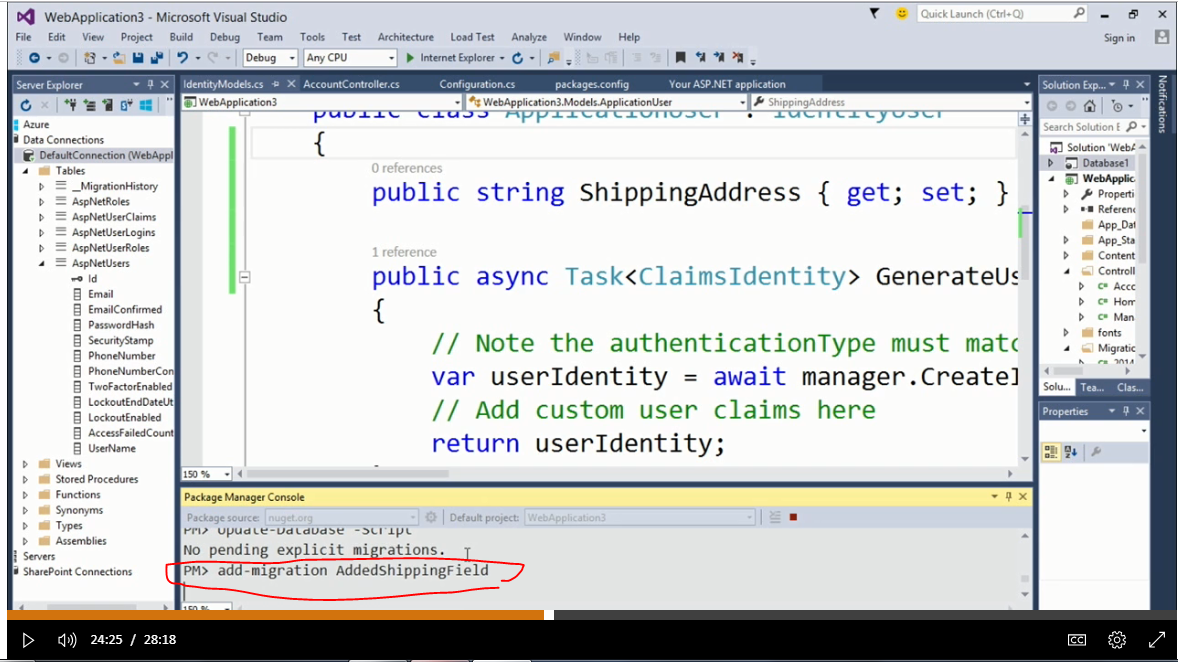 WebApplication3 - Microsoft Visual Studio
Quick Launch (Ctrl+Q)
File Edit View Project Build Debug Team Tools Test Architecture Load Test Analyze Window Help
Sign in
Debug Any CPU Internet Explorer
Server Explorer
Azure
Data Connections
DefaultConnection (WebAppl
Tables
__MigrationHistory
AspNetRoles
AspNetUserClaims
AspNetUserLogins
AspNetUserRoles
AspNetUsers
Id
Email
EmailConfirmed
PasswordHash
SecurityStamp
PhoneNumber
PhoneNumberCon
TwoFactorEnabled
LockoutEndDateUt
LockoutEnabled
AccessFailedCount
UserName
Views
Stored Procedures
Functions
Synonyms
Types
Assemblies
Servers
SharePoint Connections
IdentityModels.cs AccountController.cs Configuration.cs packages.config Your ASP.NET application
WebApplication3 WebApplication3.Models.ApplicationUser ShippingAddress
public class ApplicationUser : IdentityUser
{
0 references
public string ShippingAddress { get; set; }
1 reference
public async Task<ClaimsIdentity> GenerateUs
{
// Note the authenticationType must matc
var userIdentity = await manager.CreateI
// Add custom user claims here
return userIdentity;
150 %
Package Manager Console
Package source: nuget.org Default project: WebApplication3
PM> Update-Database -Script
No pending explicit migrations.
PM> add-migration AddedShippingField
150 %
Solution Exp...
Search Solution E
Solution 'WebA
Database1
WebApplic
Properti
Referenc
App_Dat
App_Sta
Content
Controll
Acco
Hom
Man
fonts
Migratic
2014
Solu... Tea... Clas...
Properties
Notifications
24:25 / 28:18
CC